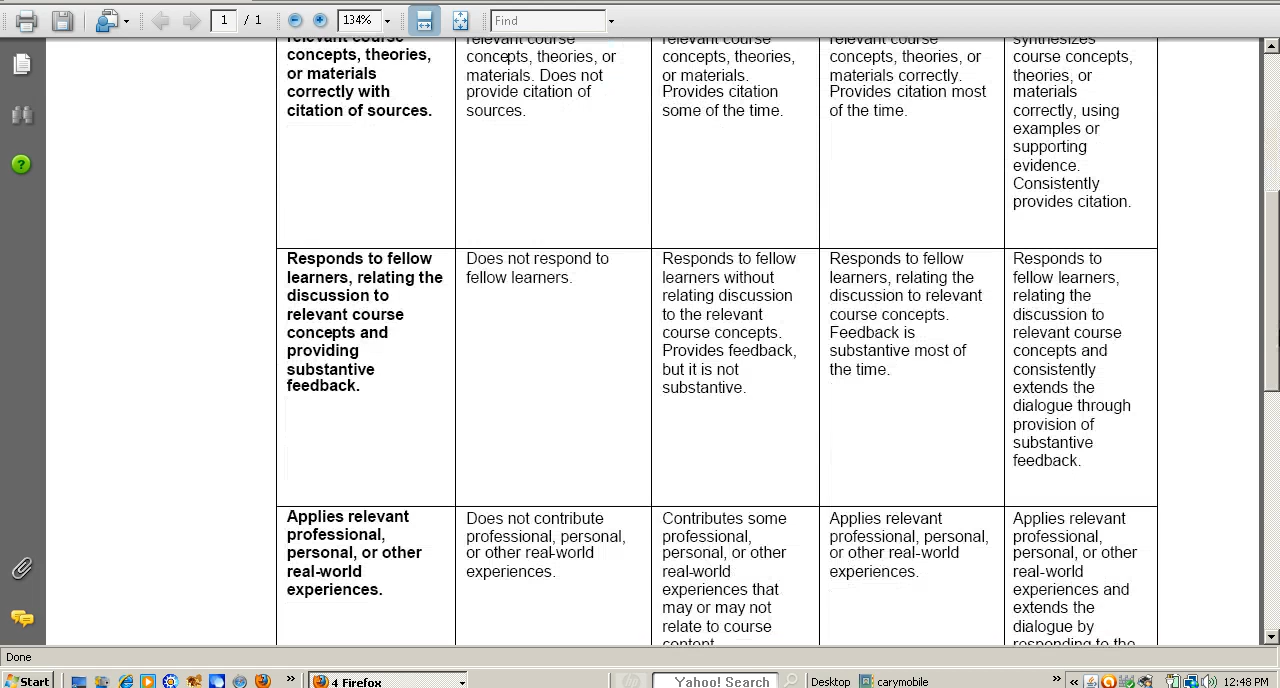 1 / 1
134%
Find
relevant course
concepts, theories,
or materials
correctly with
citation of sources.
relevant course
concepts, theories, or
materials. Does not
provide citation of
sources.
relevant course
concepts, theories,
or materials.
Provides citation
some of the time.
relevant course
concepts, theories, or
materials correctly.
Provides citation most
of the time.
synthesizes
course concepts,
theories, or
materials
correctly, using
examples or
supporting
evidence.
Consistently
provides citation.
Responds to fellow
learners, relating the
discussion to
relevant course
concepts and
providing
substantive
feedback.
Does not respond to
fellow learners.
Responds to fellow
learners without
relating discussion
to the relevant
course concepts.
Provides feedback,
but it is not
substantive.
Responds to fellow
learners, relating the
discussion to relevant
course concepts.
Feedback is
substantive most of
the time.
Responds to
fellow learners,
relating the
discussion to
relevant course
concepts and
consistently
extends the
dialogue through
provision of
substantive
feedback.
Applies relevant
professional,
personal, or other
real-world
experiences.
Does not contribute
professional, personal,
or other real-world
experiences.
Contributes some
professional,
personal, or other
real-world
experiences that
may or may not
relate to course
content.
Applies relevant
professional, personal,
or other real-world
experiences.
Applies relevant
professional,
personal, or other
real-world
experiences and
extends the
dialogue by
responding to the
Done
Start
4 Firefox
Yahoo! Search
Desktop
carymobile
12:48 PM